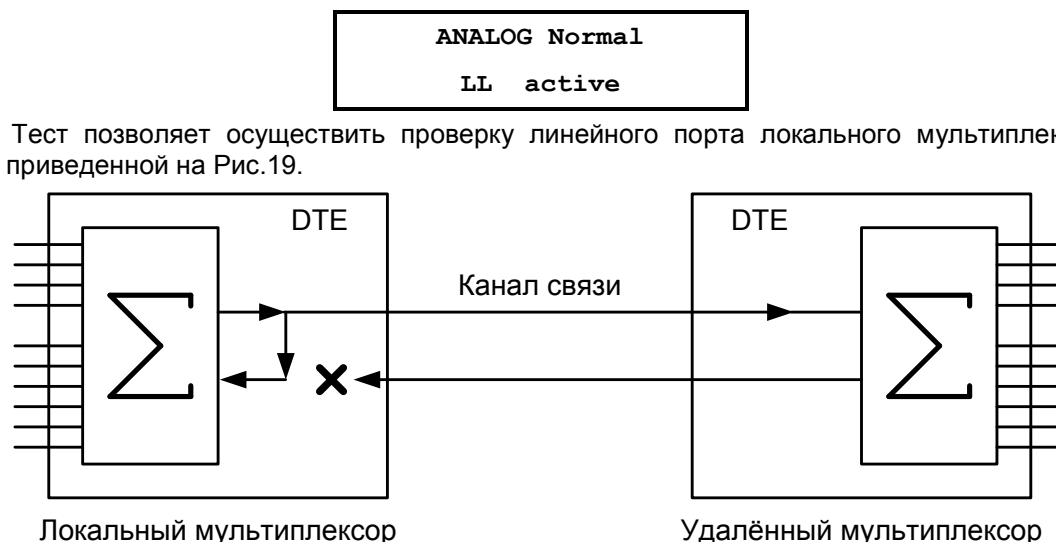 ANALOG Normal
LL active
Тест позволяет осуществить проверку линейного порта локального
приведенной на Рис.19.
DTE
DTE
Канал связи
Σ
Σ
Локальный мультиплексор
Удалённый мультиплексор